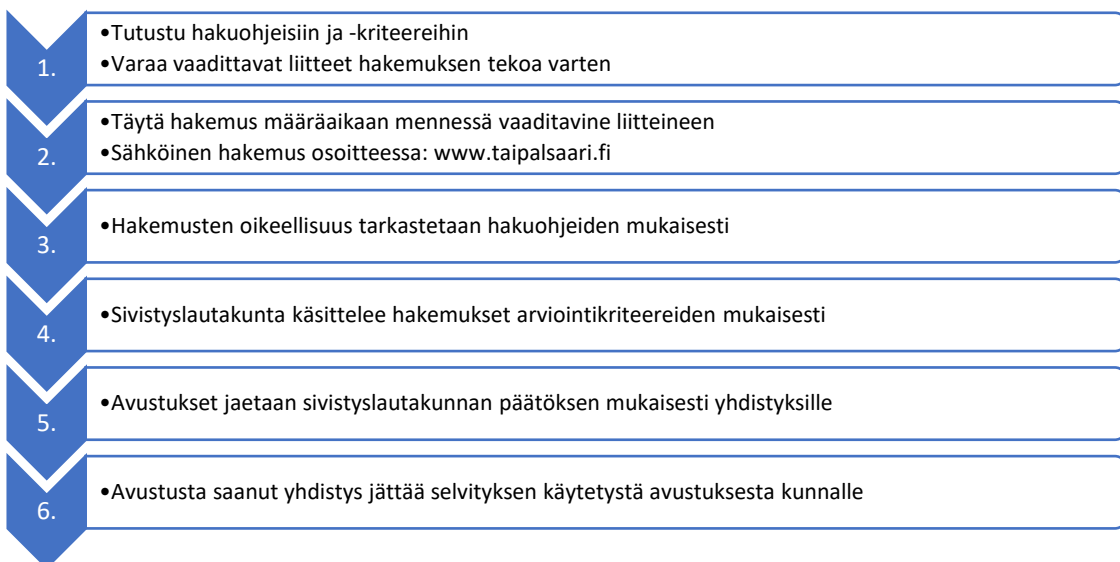 1.
•Tutustu hakuohjeisiin ja -kriteereihin
•Varaa vaadittavat liitteet hakemuksen tekoa varten
2.
•Täytä hakemus määräaikaan mennessä vaaditavine liitteineen
•Sähköinen hakemus osoitteessa: www.taipalsaari.fi
3.
•Hakemusten oikeellisuus tarkastetaan hakuohjeiden mukaisesti
4.
•Sivistyslautakunta käsittelee hakemukset arviointikriteereiden mukaisesti
5.
•Avustukset jaetaan sivistyslautakunnan päätöksen mukaisesti yhdistyksille
6.
•Avustusta saanut yhdistys jättää selvityksen käytetystä avustuksesta kunnalle